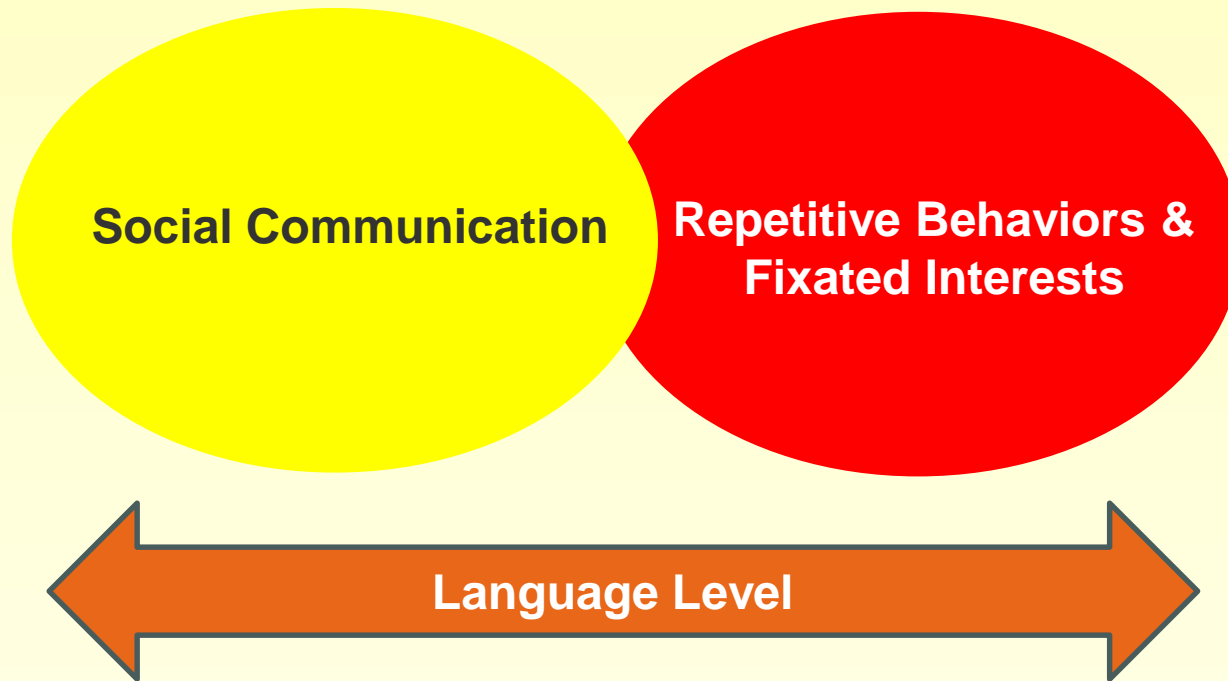 Social Communication
Repetitive Behaviors &
Fixated Interests
Language Level